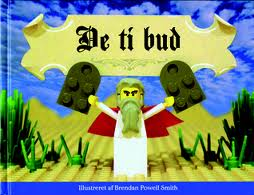 De ti bud
Illustreret af Brendan Powell Smith